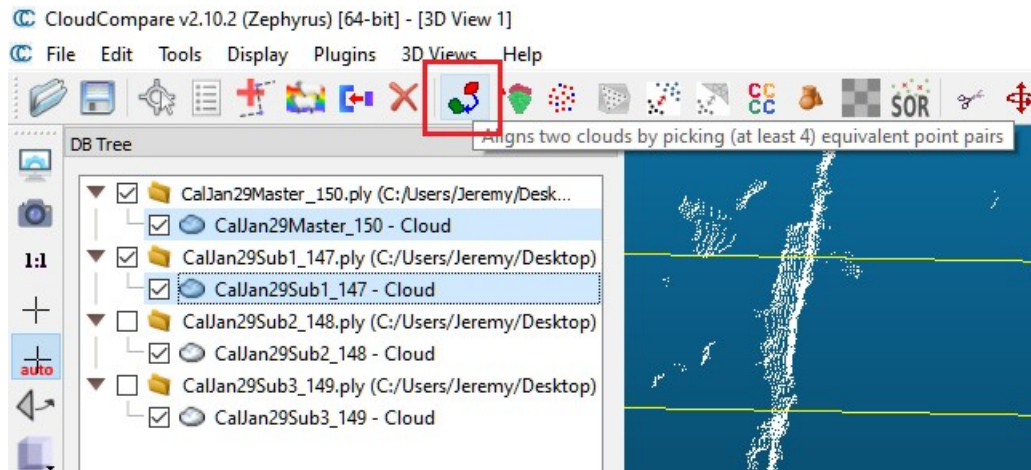 CloudCompare v2.10.2 (Zephyrus) [64-bit] - [3D View 1]
File Edit Tools Display Plugins 3D Views Help
CC
CC
SOR
Aligns two clouds by picking (at least 4) equivalent point pairs
DB Tree
CalJan29Master_150.ply (C:/Users/Jeremy/Desk...
CalJan29Master_150 - Cloud
1:1
CalJan29Sub1_147.ply (C:/Users/Jeremy/Desktop)
CalJan29Sub1_147 - Cloud
CalJan29Sub2_148.ply (C:/Users/Jeremy/Desktop)
CalJan29Sub2_148 - Cloud
auto
CalJan29Sub3_149.ply (C:/Users/Jeremy/Desktop)
CalJan29Sub3_149 - Cloud